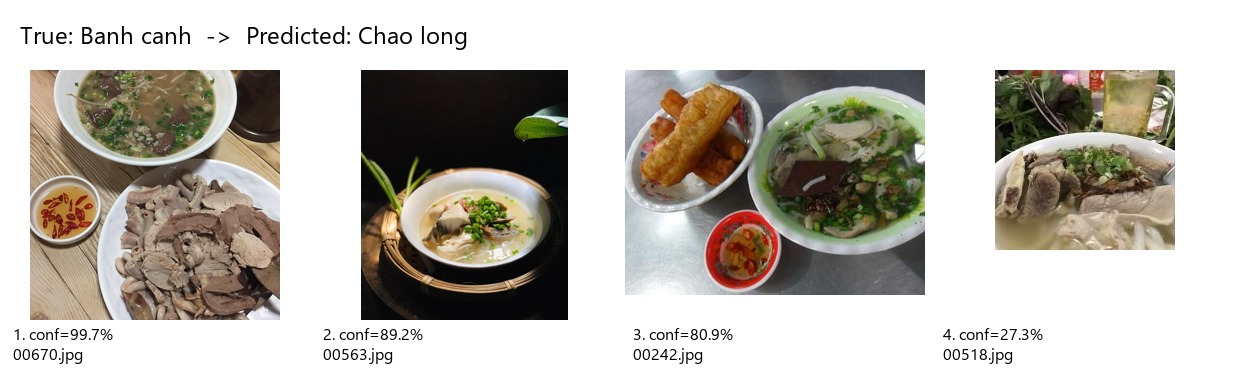 True: Banh canh -> Predicted: Chao long
1. conf=99.7%
00670.jpg
2. conf=89.2%
00563.jpg
3. conf=80.9%
00242.jpg
4. conf=27.3%
00518.jpg